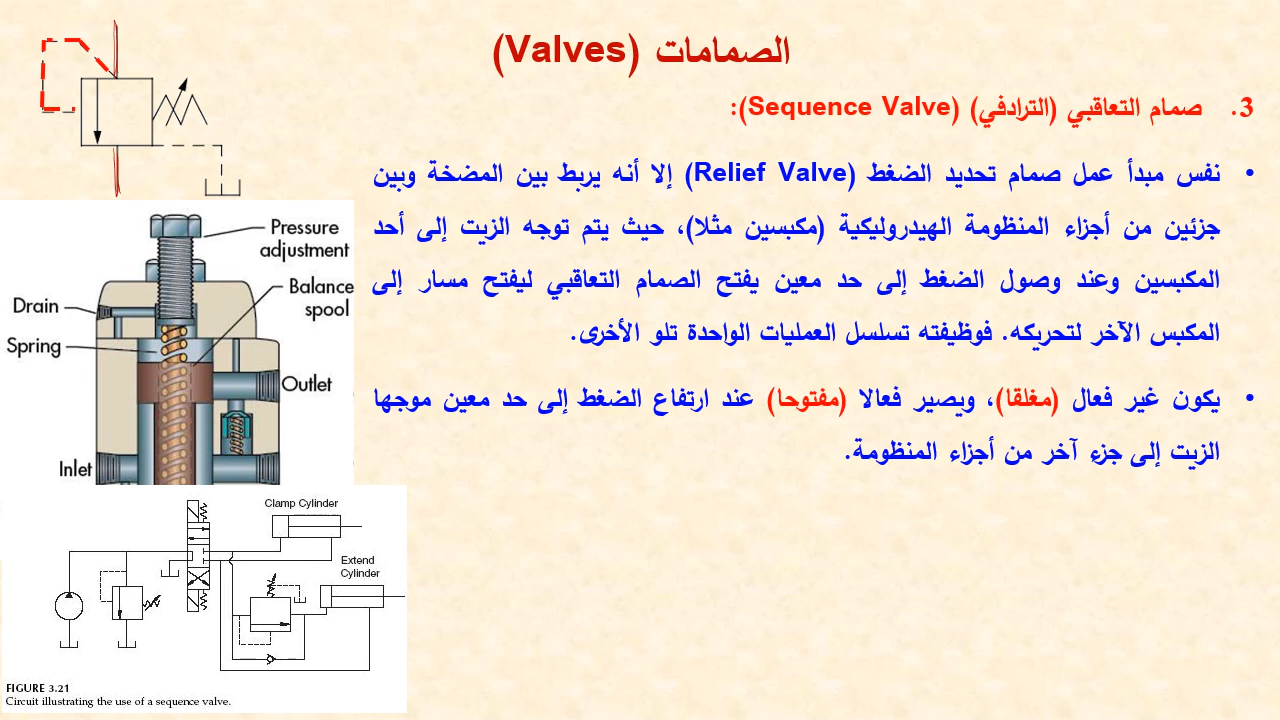 الصمامات (Valves)
3. صمام التعاقبي (الترادفي) (Sequence Valve):
• نفس مبدأ عمل صمام تحديد الضغط (Relief Valve) إلا أنه يربط بين المضخة وبين
جزئين من أجزاء المنظومة الهيدروليكية (مكبسين مثلا)، حيث يتم توجه الزيت إلى أحد
المكبسين وعند وصول الضغط إلى حد معين يفتح الصمام التعاقبي ليفتح مسار إلى
المكبس الآخر لتحريكه. فوظيفته تسلسل العمليات الواحدة تلو الأخرى.
• يكون غير فعال (مغلقا)، ويصير فعالا (مفتوحا) عند ارتفاع الضغط إلى حد معين موجها
الزيت إلى جزء آخر من أجزاء المنظومة.
Pressure
adjustment
Balance
spool
Drain
Spring
Outlet
Inlet
Clamp Cylinder
Extend
Cylinder
FIGURE 3.21
Circuit illustrating the use of a sequence valve.